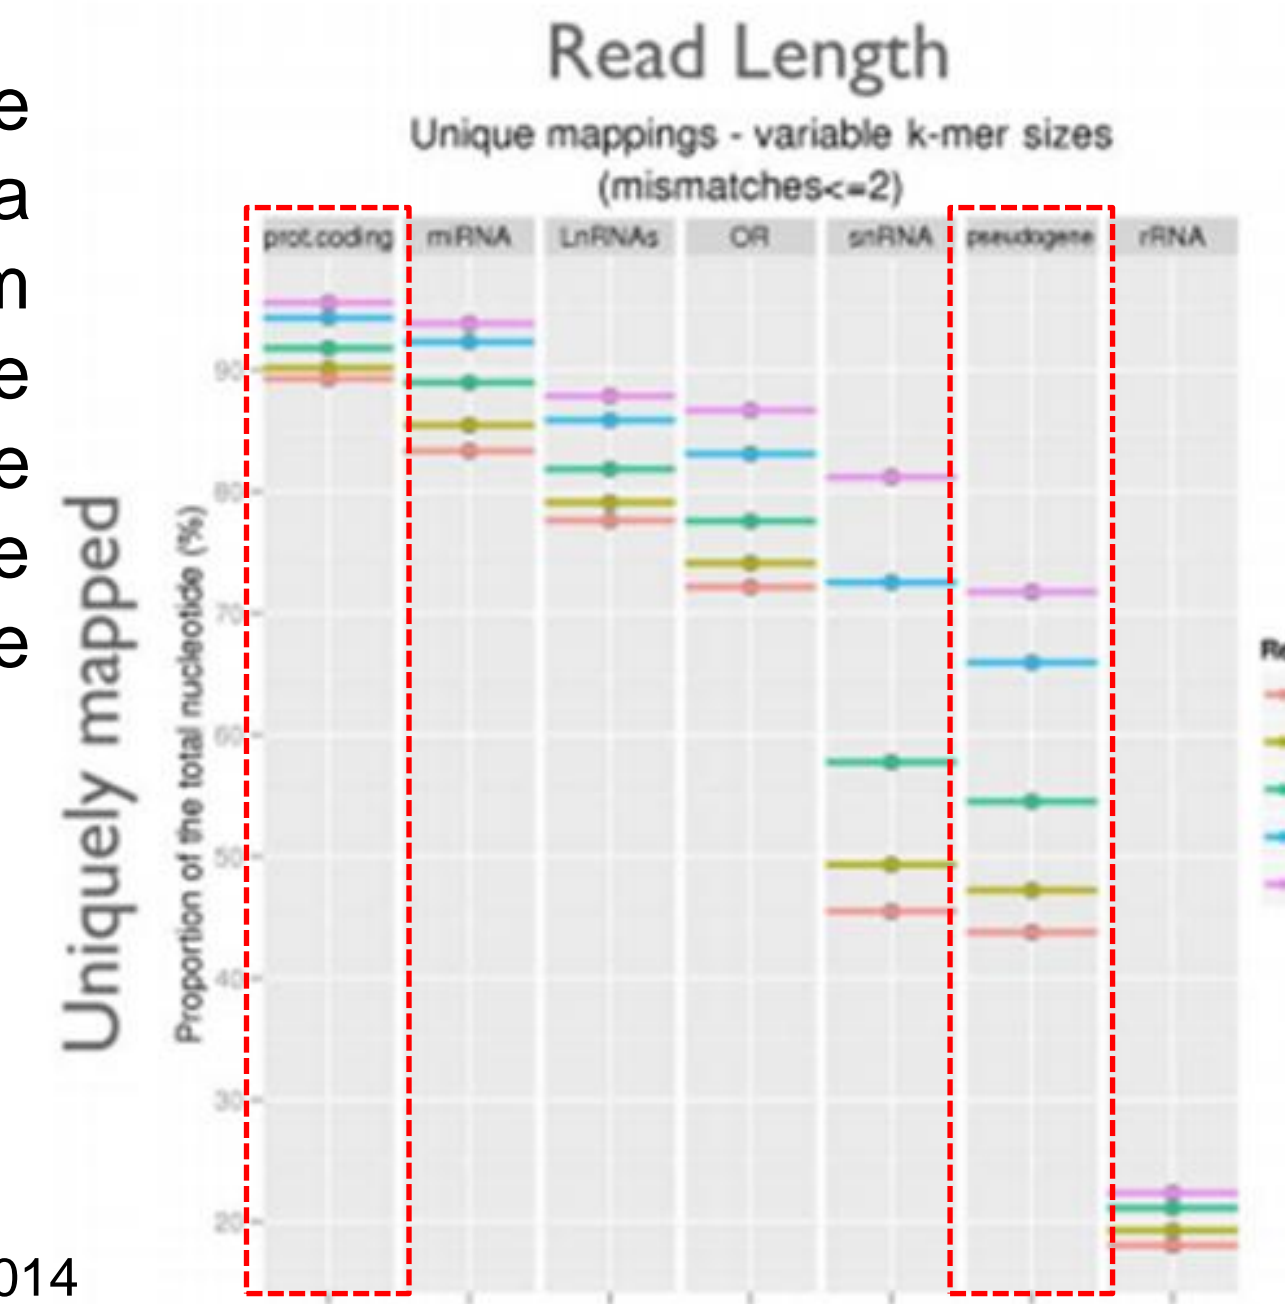 Read Length
Unique mappings - variable k-mer sizes
(mismatches<=2)
prot.coding miRNA LnRNAs OR snRNA pseudogene rRNA
e
a
m
e
e
e
e
Uniquely mapped
Proportion of the total nucleotide (%)
90
80
70
60
50
40
30
20
Re
014